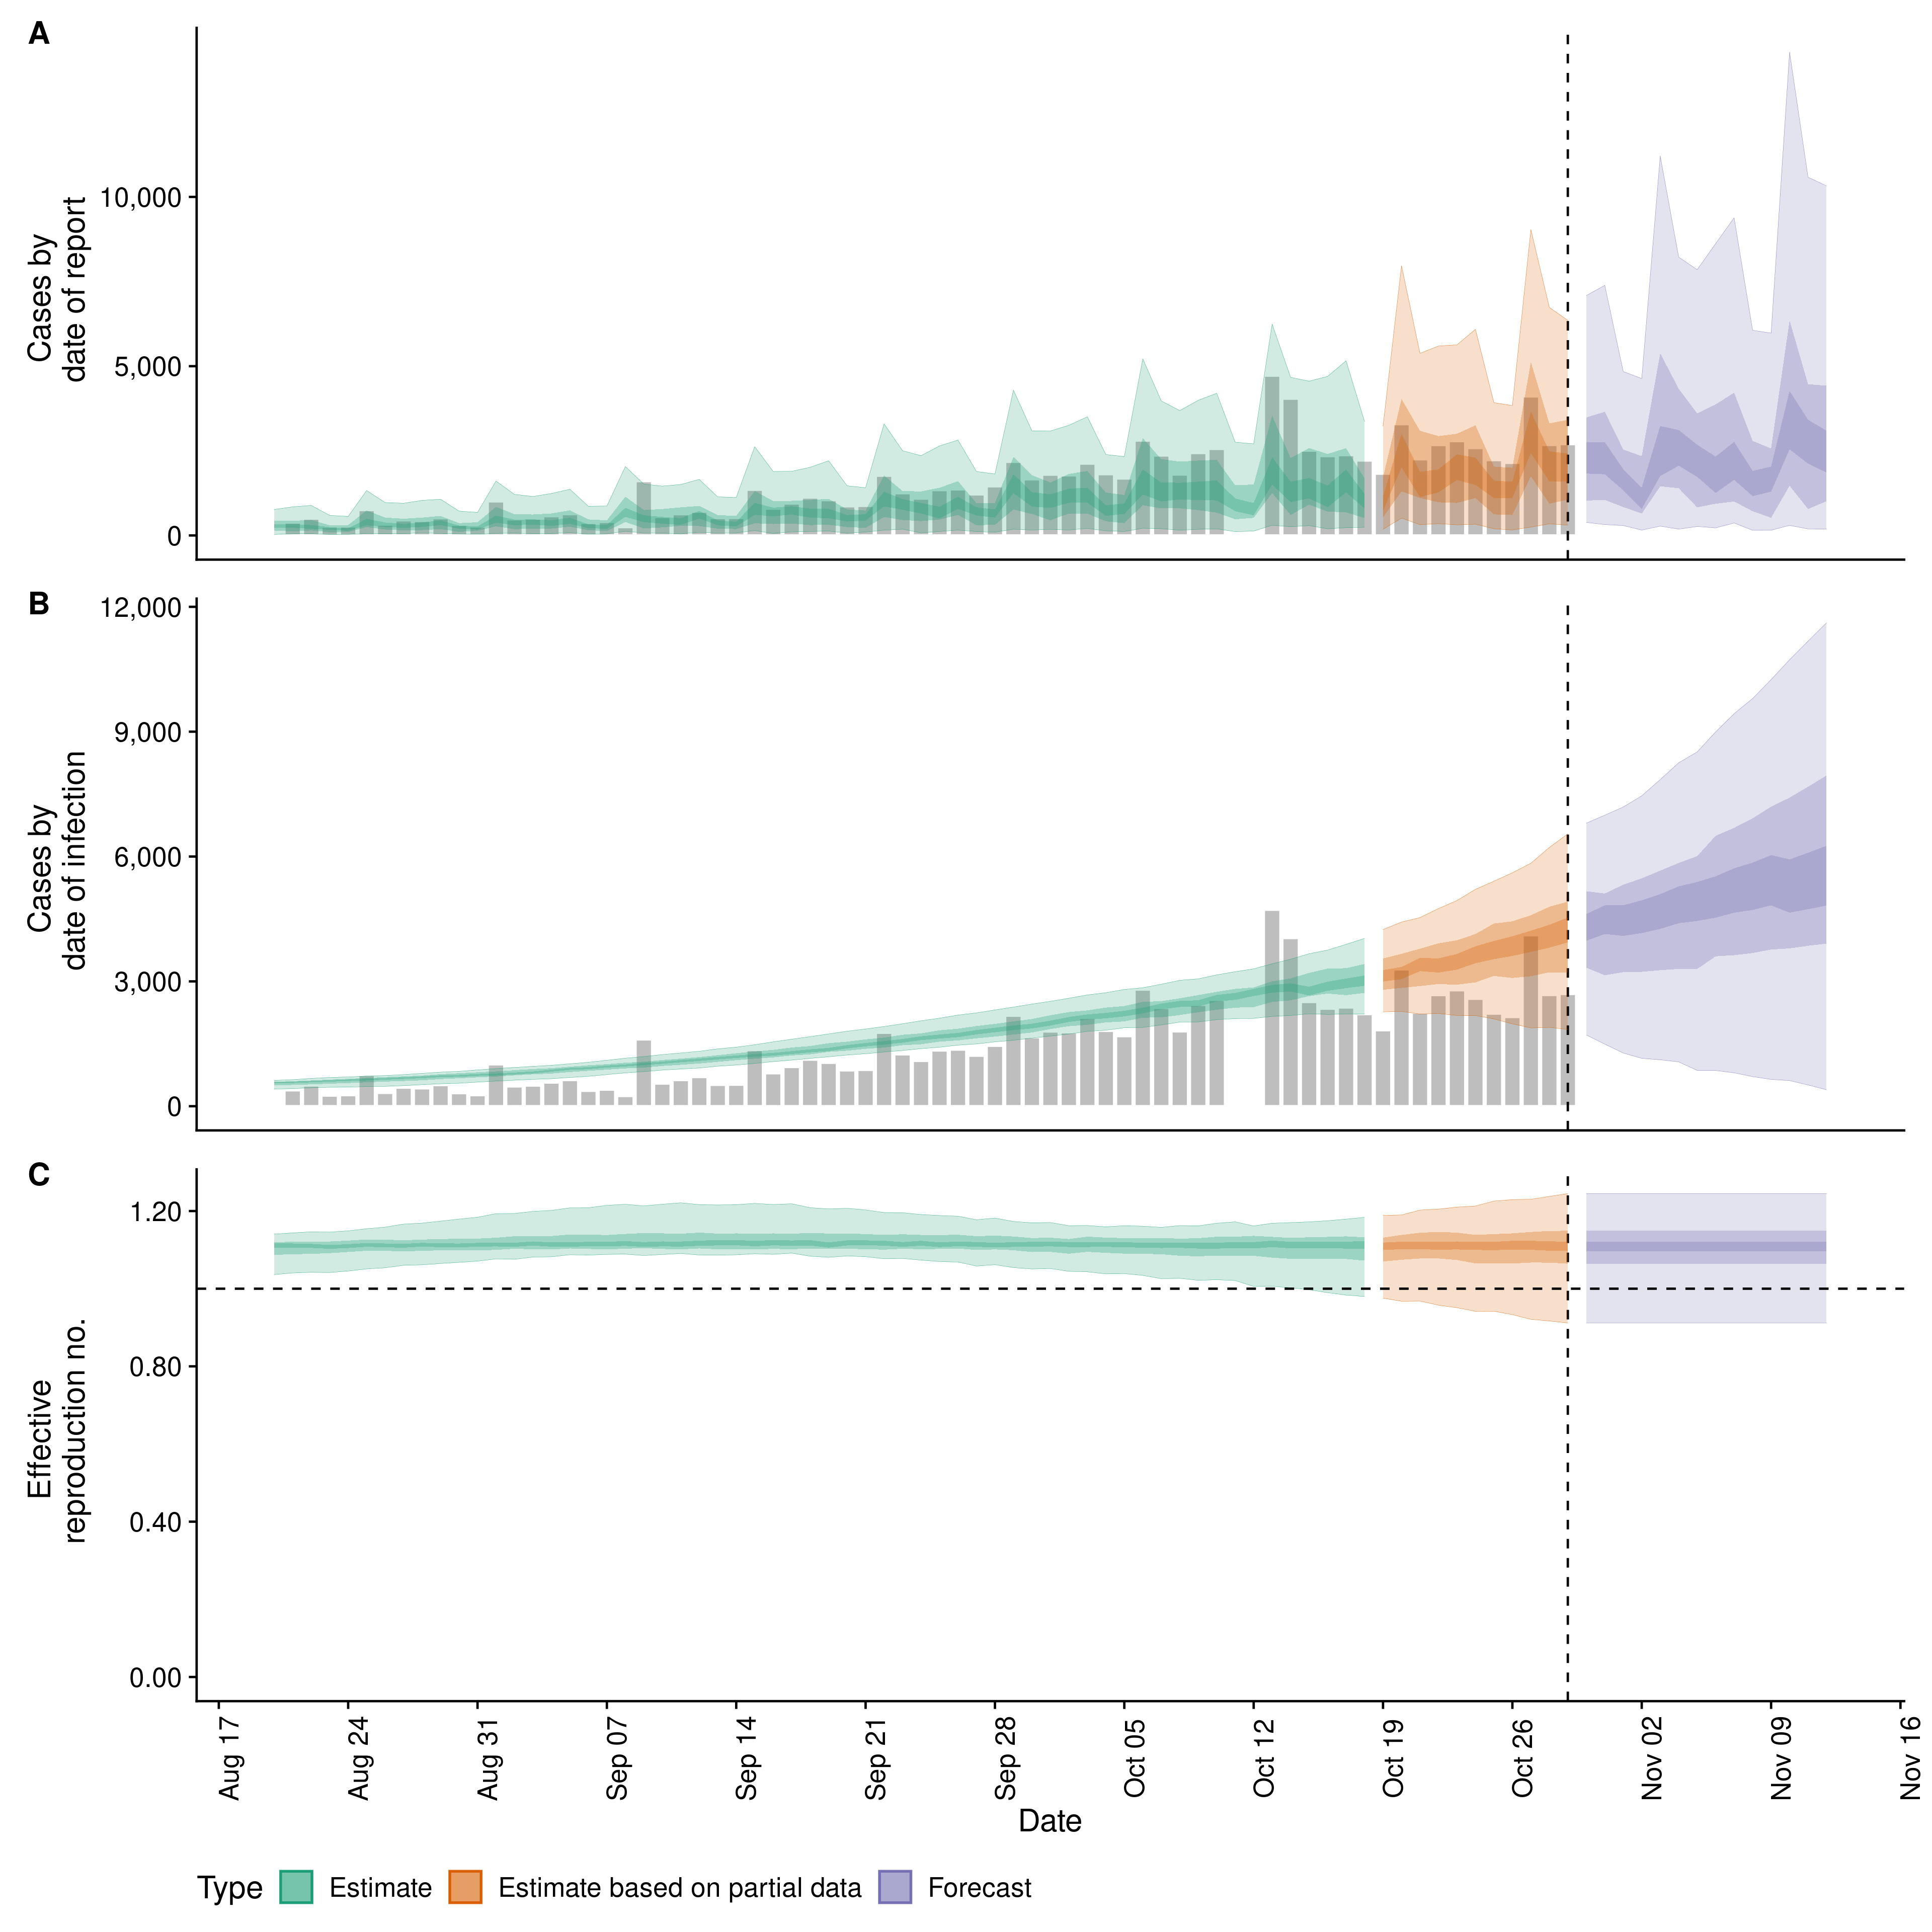 A
Cases by
date of report
10,000
5,000
0
B
Cases by
date of infection
12,000
9,000
6,000
3,000
0
C
Effective
reproduction no.
1.20
0.80
0.40
0.00
Aug 17
Aug 24
Aug 31
Sep 07
Sep 14
Sep 21
Sep 28
Oct 05
Oct 12
Oct 19
Oct 26
Nov 02
Nov 09
Nov 16
Date
Type Estimate Estimate based on partial data Forecast